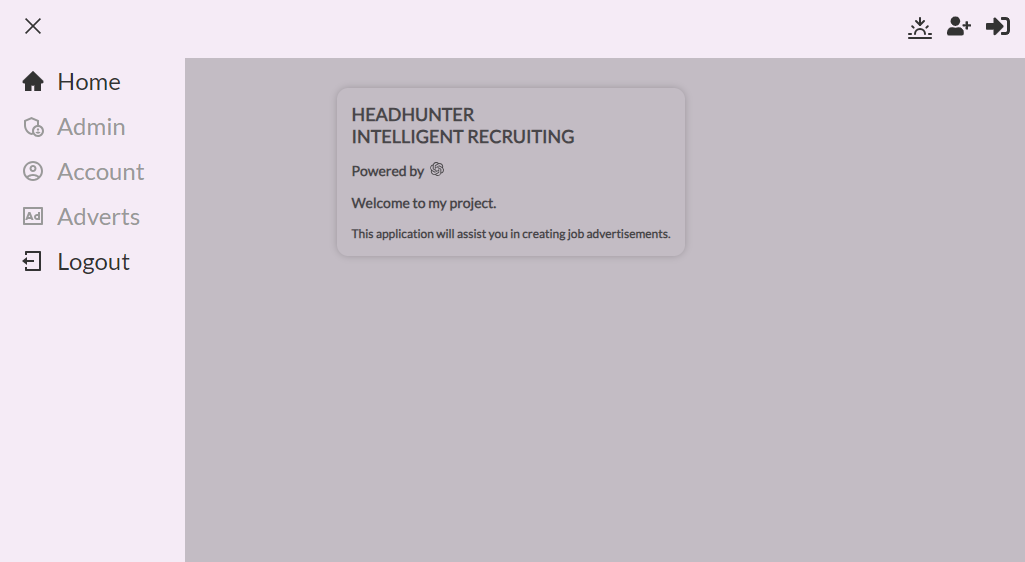 Home
Admin
Account
Ad Adverts
Logout
HEADHUNTER
INTELLIGENT RECRUITING
Powered by
Welcome to my project.
This application will assist you in creating job advertisements.